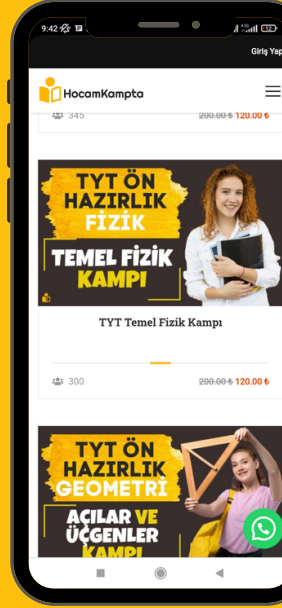 9:42
Giriş Yap
HocamKampta
345
200.00 ₺ 120.00 ₺
TYT ÖN
HAZIRLIK
FİZİK
TEMEL FİZİK
KAMPI
TYT Temel Fizik Kampı
300
200.00 ₺ 120.00 ₺
TYT ÖN
HAZIRLIK
GEOMETRİ
AÇILAR VE
ÜÇGENLER
KAMPI